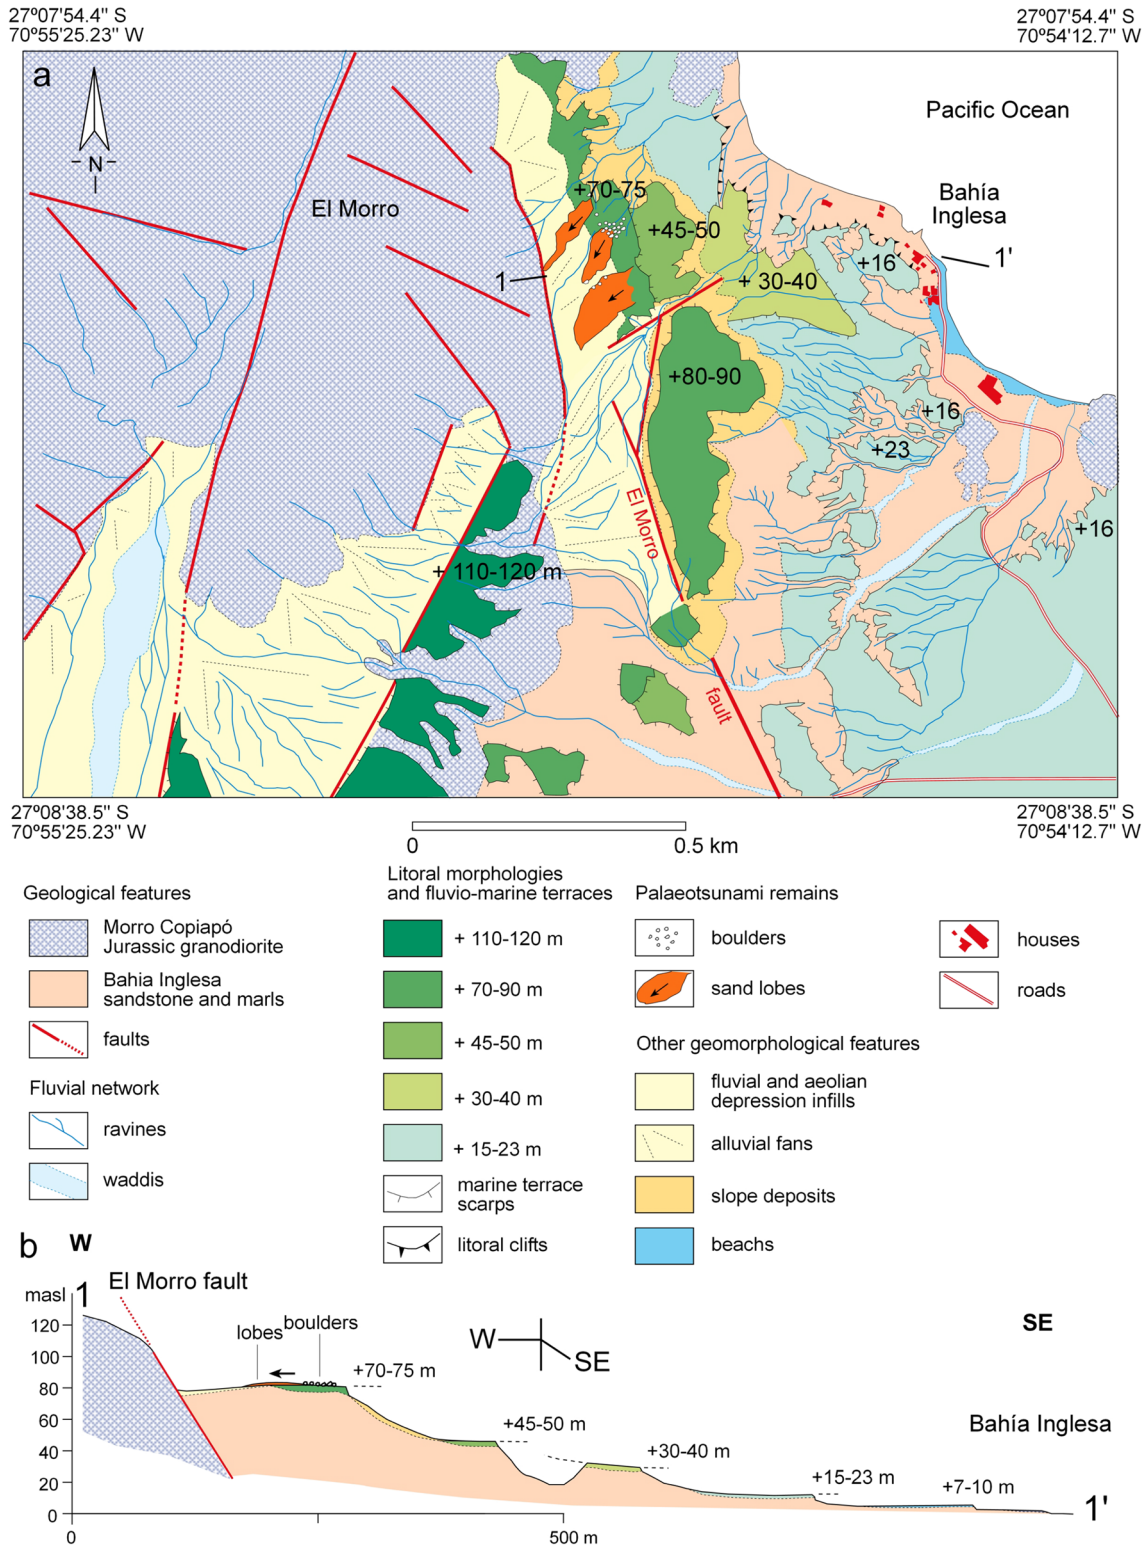 27º07'54.4" S
70º55'25.23" W
27º07'54.4" S
70º54'12.7" W
a
N
Pacific Ocean
Bahía
Inglesa
El Morro
+70-75
+45-50
1'
+16
1
+ 30-40
+80-90
+16
+23
El Morro
+16
+ 110-120 m
fault
27º08'38.5" S
70º55'25.23" W
27º08'38.5" S
70º54'12.7" W
0
0.5 km
Geological features
Morro Copiapó
Jurassic granodiorite
Bahia Inglesa
sandstone and marls
faults
Fluvial network
ravines
waddis
Litoral morphologies
and fluvio-marine terraces
+ 110-120 m
+ 70-90 m
+ 45-50 m
+ 30-40 m
+ 15-23 m
marine terrace
scarps
litoral clifts
Palaeotsunami remains
boulders
sand lobes
Other geomorphological features
fluvial and aeolian
depression infills
alluvial fans
slope deposits
beachs
houses
roads
b
W
masl
1
El Morro fault
lobes
boulders
W
SE
SE
+70-75 m
+45-50 m
+30-40 m
+15-23 m
+7-10 m
Bahía Inglesa
1'
120
100
80
60
40
20
0
0
500 m